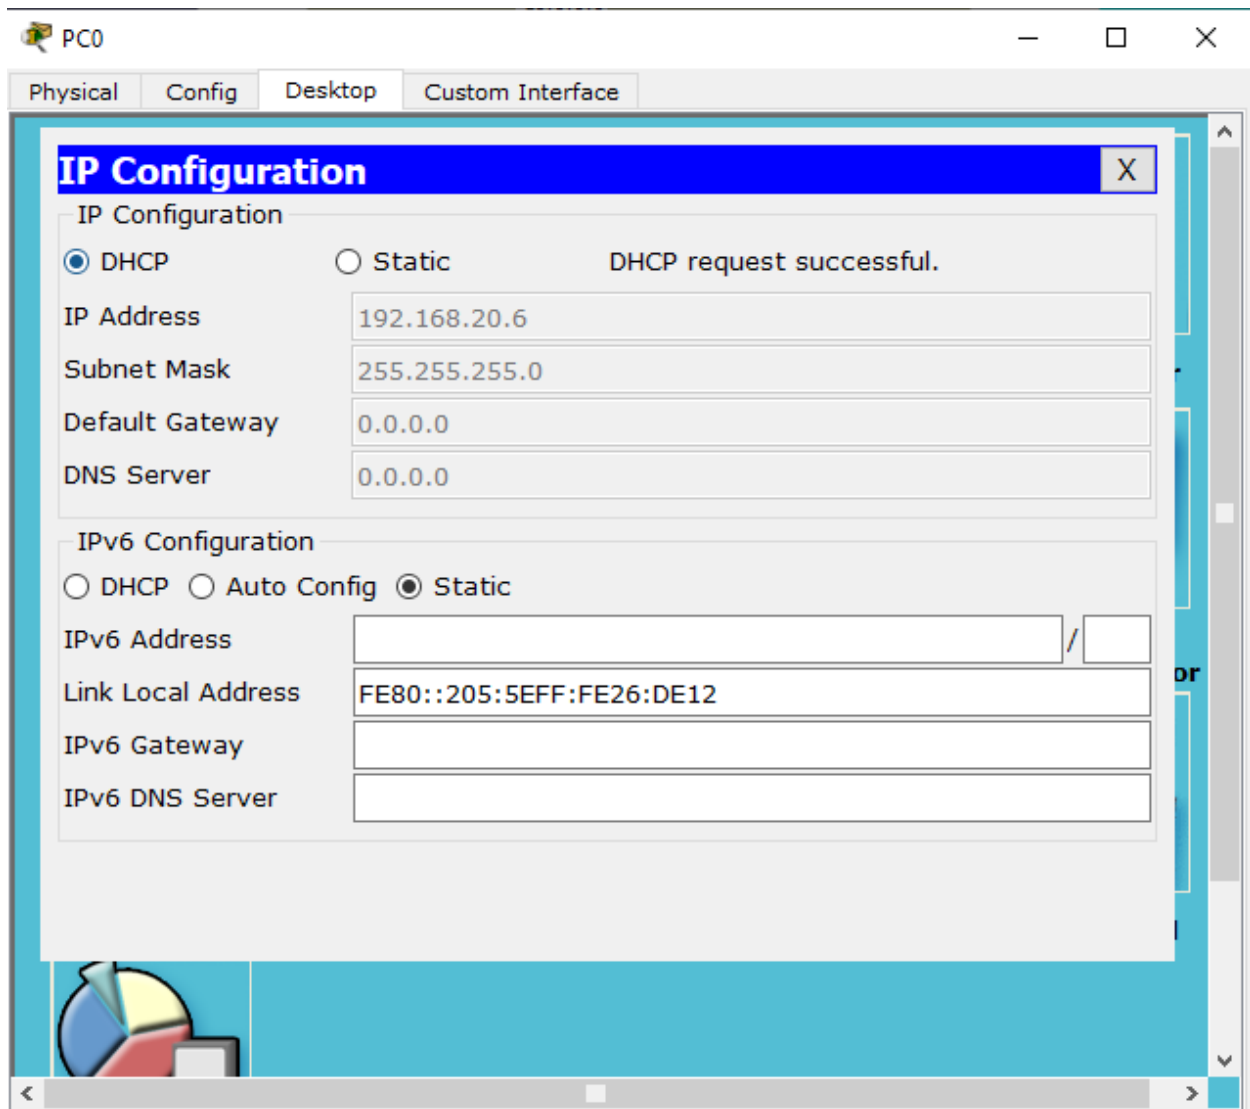 PC0
Physical Config Desktop Custom Interface
IP Configuration X
IP Configuration
DHCP Static DHCP request successful.
IP Address 192.168.20.6
Subnet Mask 255.255.255.0
Default Gateway 0.0.0.0
DNS Server 0.0.0.0
IPv6 Configuration
DHCP Auto Config Static
IPv6 Address /
Link Local Address FE80::205:5EFF:FE26:DE12
IPv6 Gateway
IPv6 DNS Server